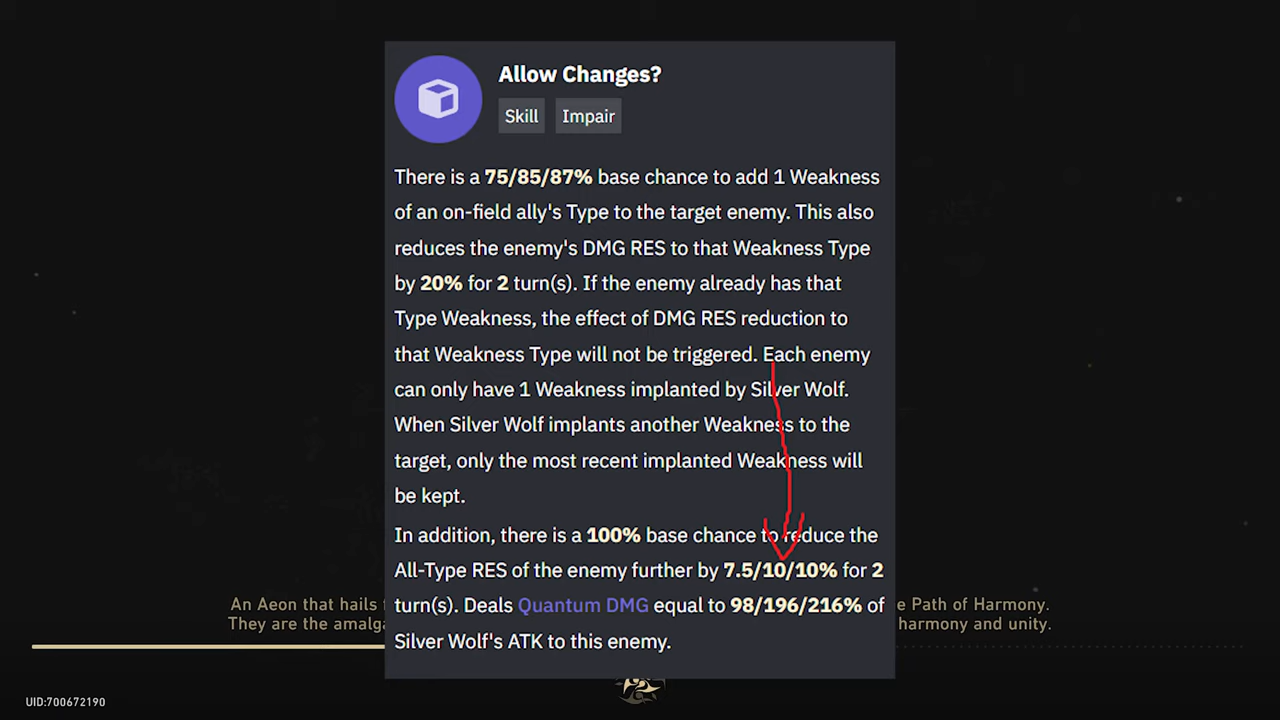 Allow Changes?
Skill Impair
There is a 75/85/87% base chance to add 1 Weakness
of an on-field ally's Type to the target enemy. This also
reduces the enemy's DMG RES to that Weakness Type
by 20% for 2 turn(s). If the enemy already has that
Type Weakness, the effect of DMG RES reduction to
that Weakness Type will not be triggered. Each enemy
can only have 1 Weakness implanted by Silver Wolf.
When Silver Wolf implants another Weakness to the
target, only the most recent implanted Weakness will
be kept.
In addition, there is a 100% base chance to reduce the
All-Type RES of the enemy further by 7.5/10/10% for 2
turn(s). Deals Quantum DMG equal to 98/196/216% of
Silver Wolf's ATK to this enemy.
An Aeon that hails Path of Harmony.
They are the harmony and unity.
UID:700672190